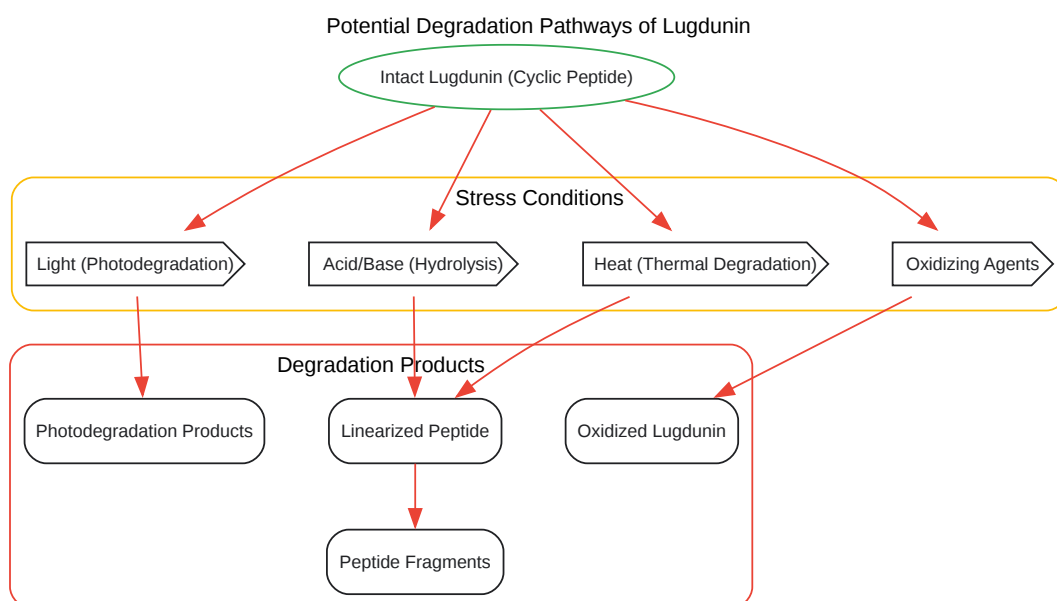 Potential Degradation Pathways of Lugdunin
Intact Lugdunin (Cyclic Peptide)
Stress Conditions
Light (Photodegradation)
Acid/Base (Hydrolysis)
Heat (Thermal Degradation)
Oxidizing Agents
Degradation Products
Photodegradation Products
Linearized Peptide
Oxidized Lugdunin
Peptide Fragments